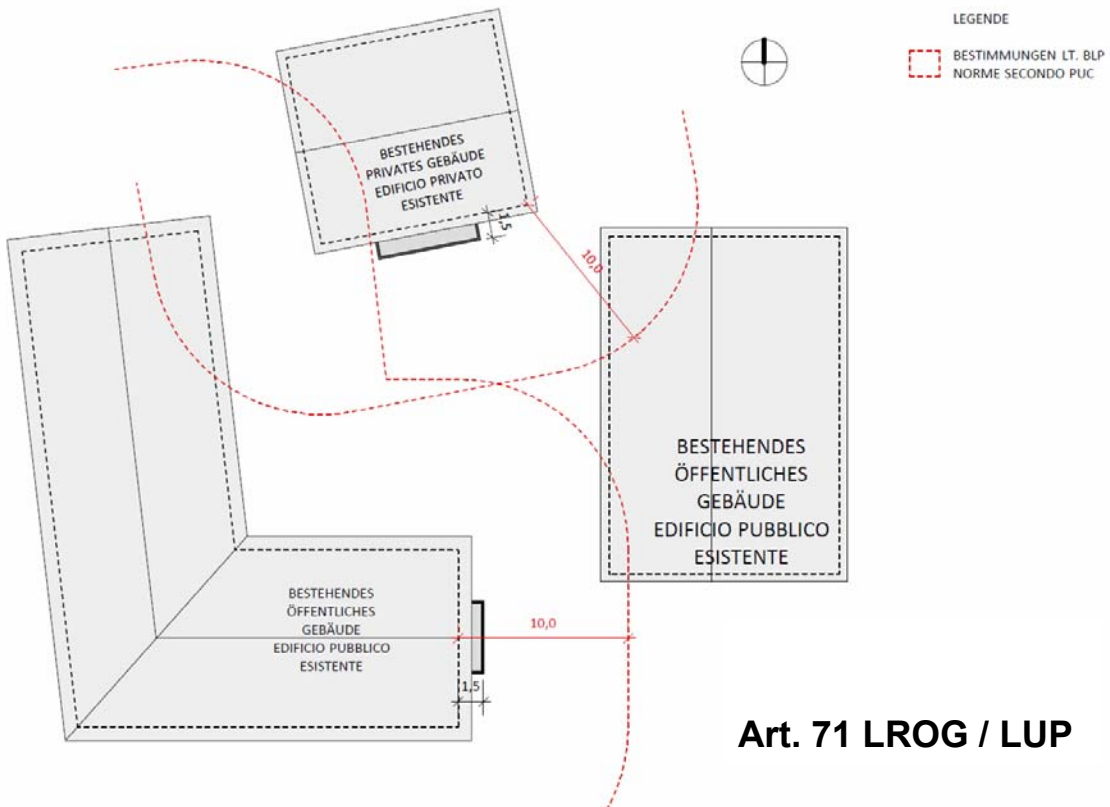 LEGENDE
BESTIMMUNGEN LT. BLP
NORME SECONDO PUC
BESTEHENDES
PRIVATES GEBÄUDE
EDIFICIO PRIVATO
ESISTENTE
1,5
10,0
BESTEHENDES
ÖFFENTLICHES
GEBÄUDE
EDIFICIO PUBBLICO
ESISTENTE
BESTEHENDES
ÖFFENTLICHES
GEBÄUDE
EDIFICIO PUBBLICO
ESISTENTE
10,0
1,5
Art. 71 LROG / LUP